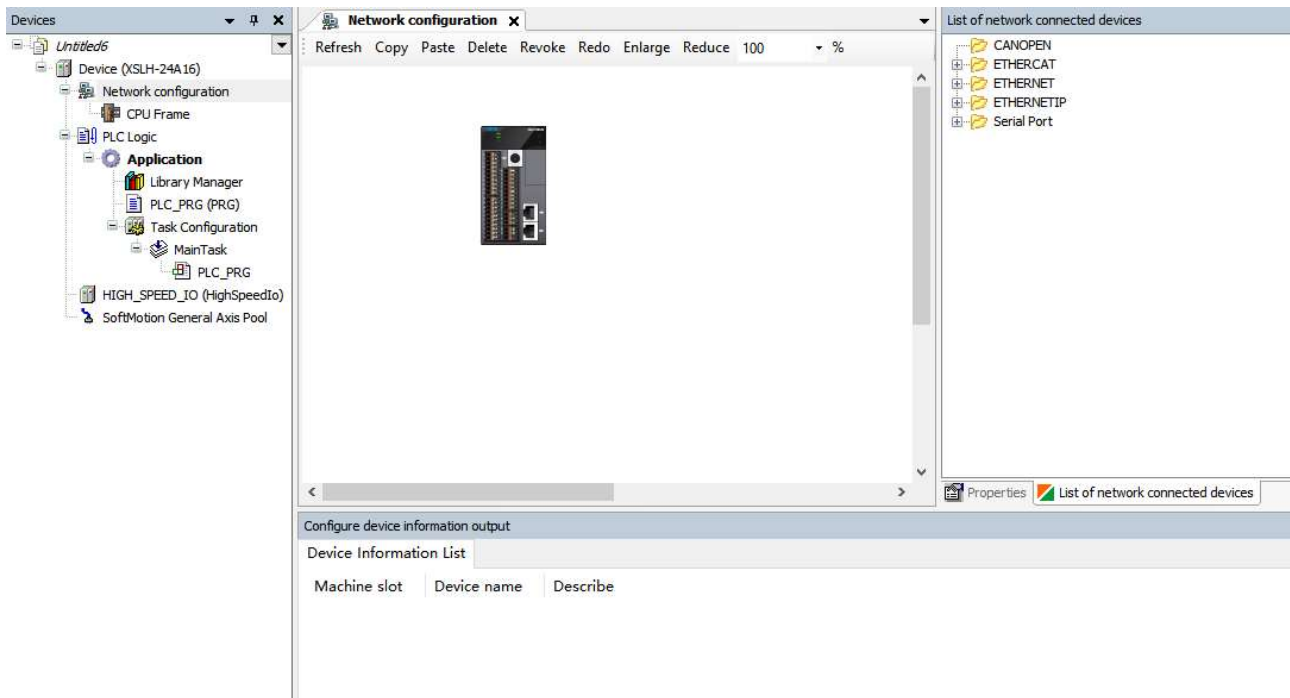 Devices
Untitled6
Device (XSLH-24A16)
Network configuration
CPU Frame
PLC Logic
Application
Library Manager
PLC_PRG (PRG)
Task Configuration
MainTask
PLC_PRG
HIGH_SPEED_IO (HighSpeedIo)
SoftMotion General Axis Pool
Network configuration
Refresh Copy Paste Delete Revoke Redo Enlarge Reduce 100 %
List of network connected devices
CANOPEN
ETHERCAT
ETHERNET
ETHERNETIP
Serial Port
Properties List of network connected devices
Configure device information output
Device Information List
Machine slot Device name Describe